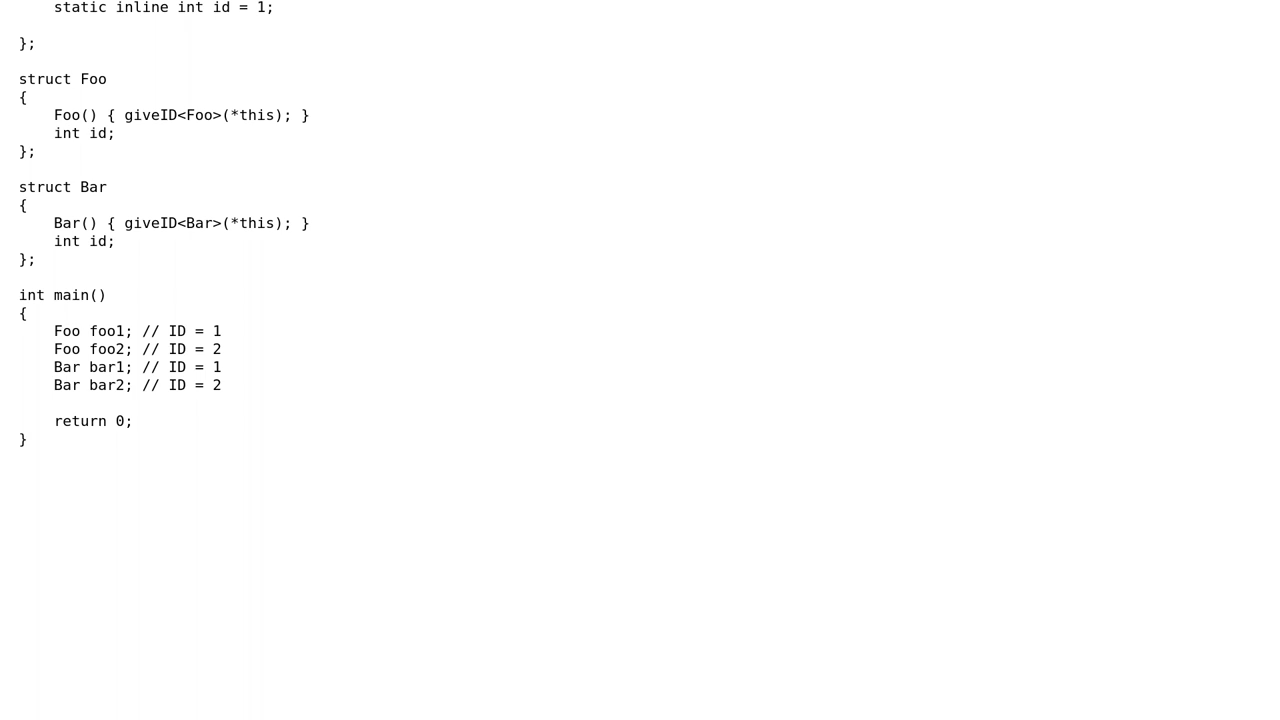 static inline int id = 1;

};

struct Foo
{
    Foo() { giveID<Foo>(*this); }
    int id;
};

struct Bar
{
    Bar() { giveID<Bar>(*this); }
    int id;
};

int main()
{
    Foo foo1; // ID = 1
    Foo foo2; // ID = 2
    Bar bar1; // ID = 1
    Bar bar2; // ID = 2

    return 0;
}